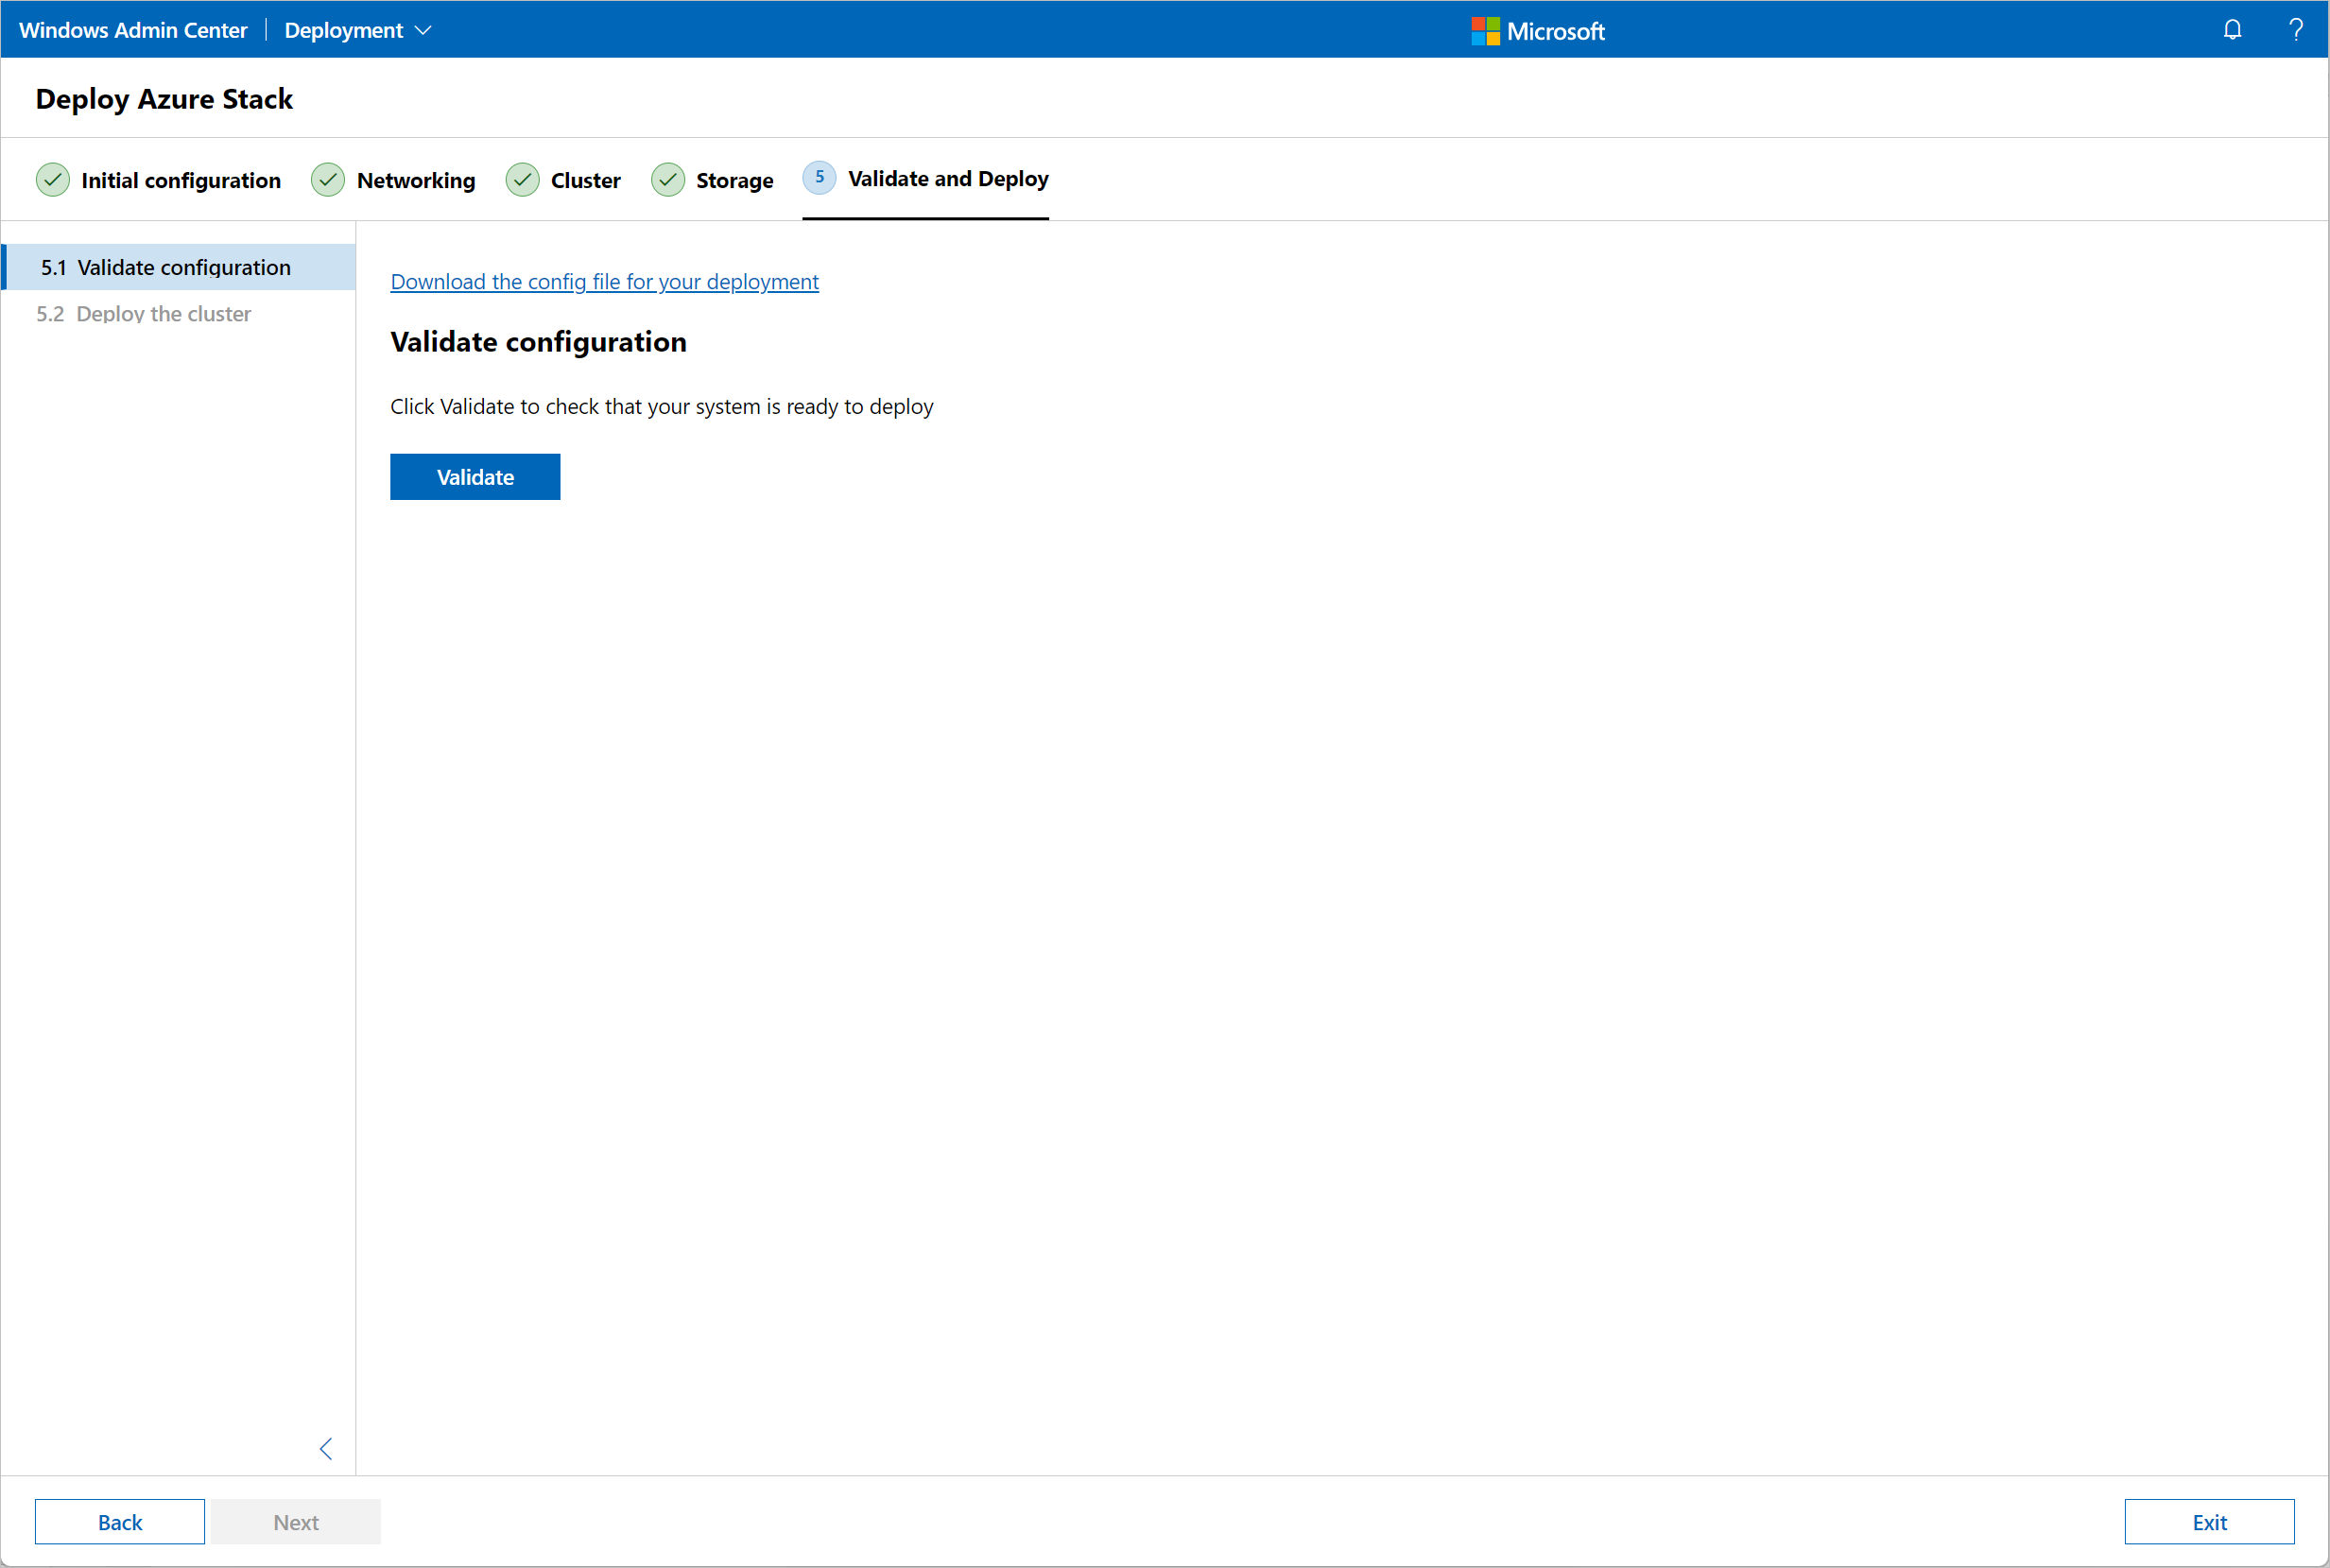 Windows Admin Center | Deployment
Microsoft
?
Deploy Azure Stack
Initial configuration
Networking
Cluster
Storage
5 Validate and Deploy
5.1 Validate configuration
5.2 Deploy the cluster
Download the config file for your deployment
Validate configuration
Click Validate to check that your system is ready to deploy
Validate
Back
Next
Exit